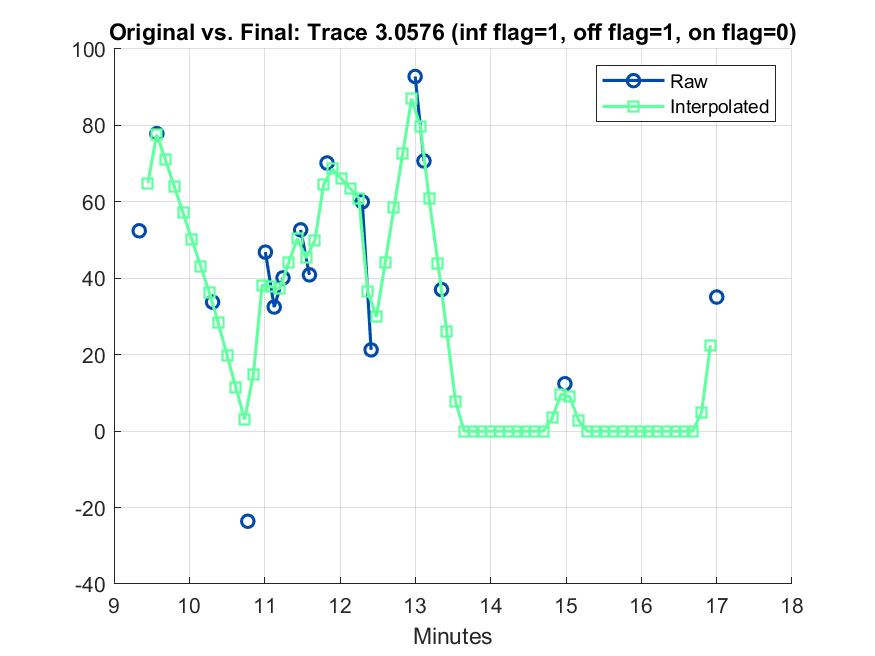 Original vs. Final: Trace 3.0576 (inf flag=1, off flag=1, on flag=0)
100
80
60
40
20
0
-20
-40
Raw
Interpolated
9 10 11 12 13 14 15 16 17 18
Minutes